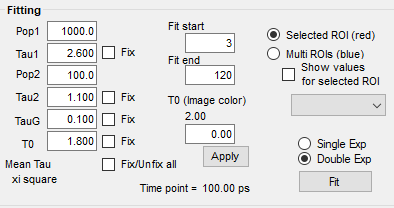 Fitting
Pop1 1000.0
Tau1 2.600 Fix
Pop2 100.0
Tau2 1.100 Fix
TauG 0.100 Fix
T0 1.800 Fix
Mean Tau Fix/Unfix all
xi square
Fit start
3
Fit end
120
T0 (Image color)
2.00
0.00
Apply
Time point = 100.00 ps
Selected ROI (red)
Multi ROIs (blue)
Show values
for selected ROI
Single Exp
Double Exp
Fit